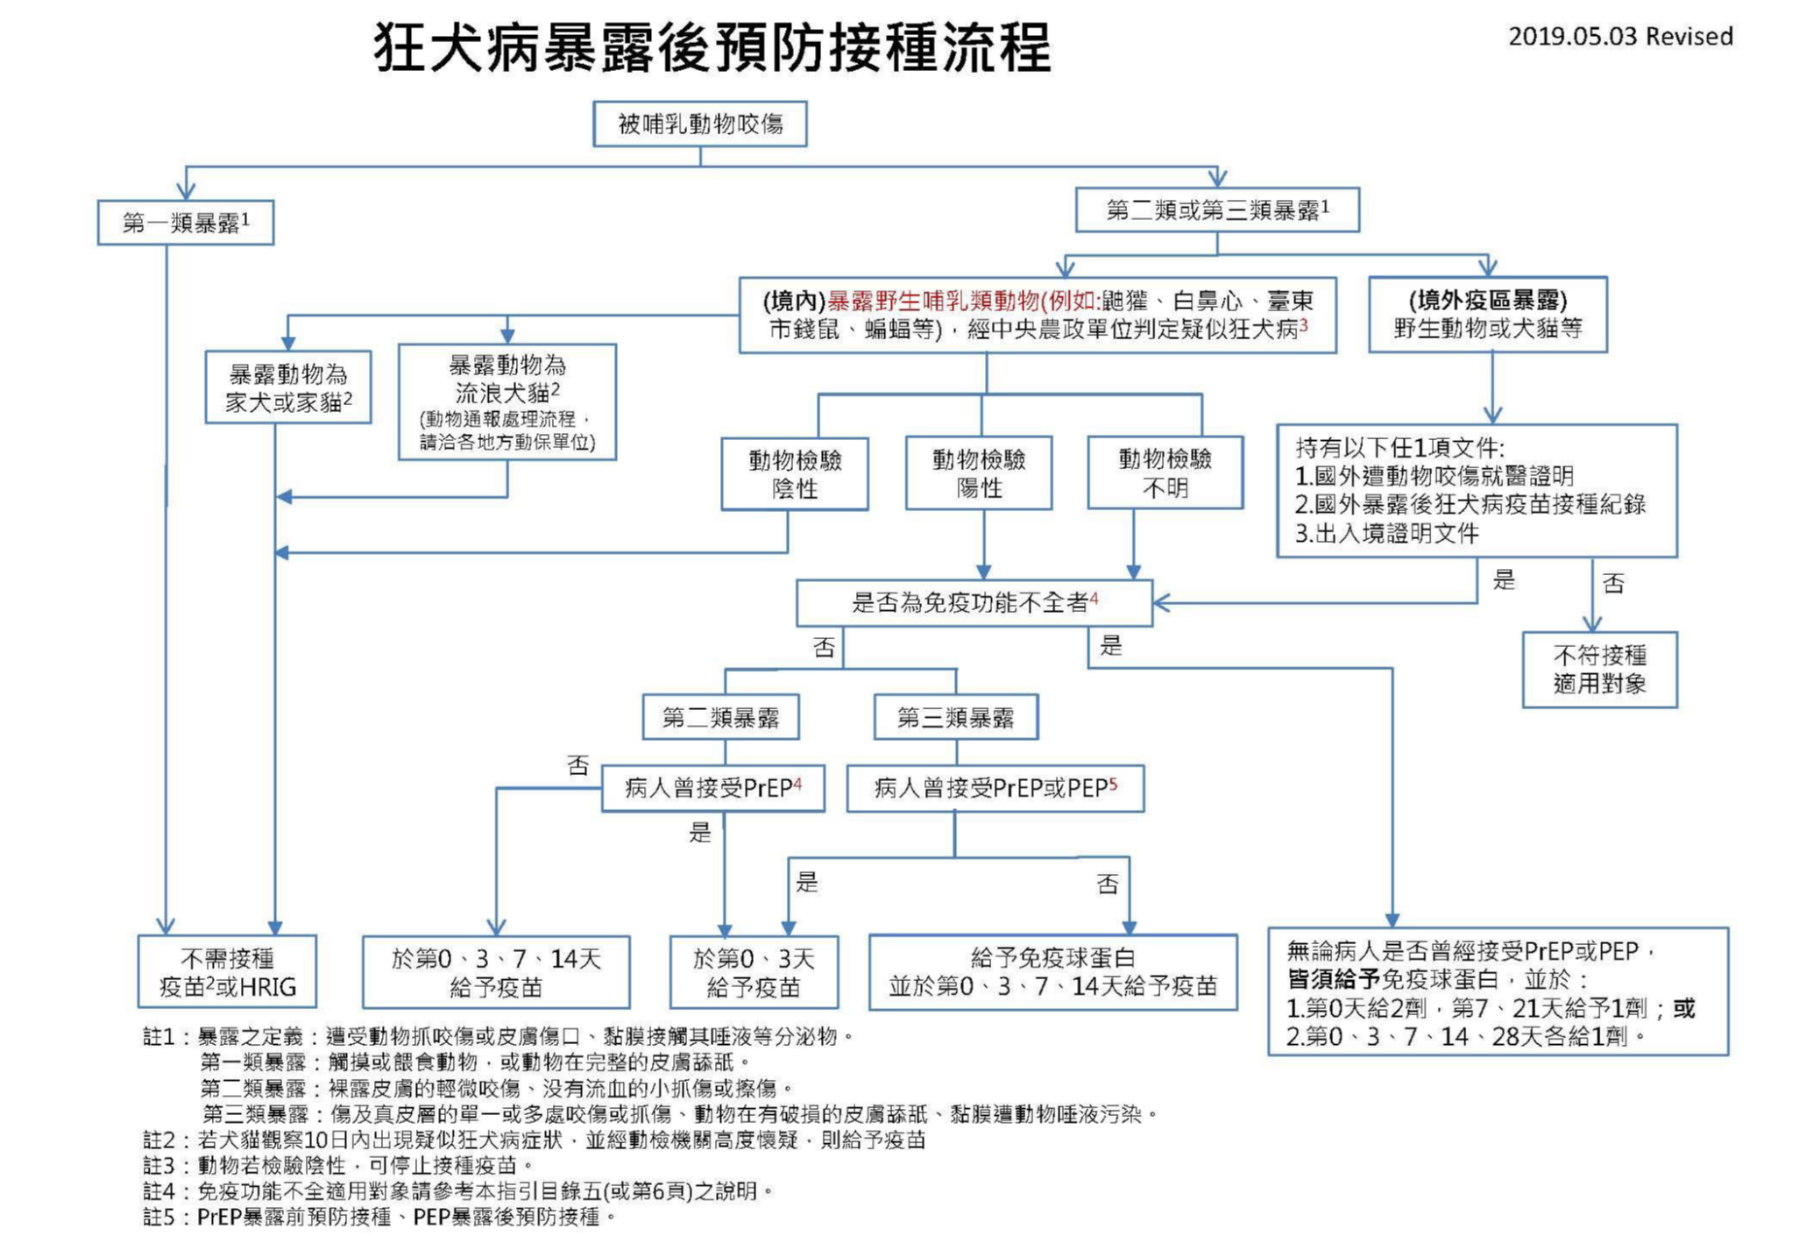 狂犬病暴露後預防接種流程
2019.05.03 Revised
被哺乳動物咬傷
第一類暴露1
第二類或第三類暴露1
(境內)暴露野生哺乳類動物(例如:鼬獾、白鼻心、臺東
市錢鼠、蝙蝠等)，經中央農政單位判定疑似狂犬病3
(境外疫區暴露)
野生動物或犬貓等
暴露動物為
家犬或家貓2
暴露動物為
流浪犬貓2
(動物通報處理流程，
請洽各地方動保單位)
動物檢驗
陰性
動物檢驗
陽性
動物檢驗
不明
持有以下任1項文件:
1.國外遭動物咬傷就醫證明
2.國外暴露後狂犬病疫苗接種紀錄
3.出入境證明文件
是
否
是否為免疫功能不全者4
否
是
不符接種
適用對象
第二類暴露
第三類暴露
否
病人曾接受PrEP4
病人曾接受PrEP或PEP5
是
是
否
不需接種
疫苗2或HRIG
於第0、3、7、14天
給予疫苗
於第0、3天
給予疫苗
給予免疫球蛋白
並於第0、3、7、14天給予疫苗
無論病人是否曾經接受PrEP或PEP，
皆須給予免疫球蛋白，並於：
1.第0天給2劑，第7、21天給予1劑；或
2.第0、3、7、14、28天各給1劑。
註1：暴露之定義：遭受動物抓咬傷或皮膚傷口、黏膜接觸其唾液等分泌物。
第一類暴露：觸摸或餵食動物，或動物在完整的皮膚舔舐。
第二類暴露：裸露皮膚的輕微咬傷、沒有流血的小抓傷或擦傷。
第三類暴露：傷及真皮層的單一或多處咬傷或抓傷、動物在有破損的皮膚舔舐、黏膜遭動物唾液污染。
註2：若犬貓觀察10日內出現疑似狂犬病症狀，並經動檢機關高度懷疑，則給予疫苗
註3：動物若檢驗陰性，可停止接種疫苗。
註4：免疫功能不全適用對象請參考本指引目錄五(或第6頁)之說明。
註5：PrEP暴露前預防接種、PEP暴露後預防接種。